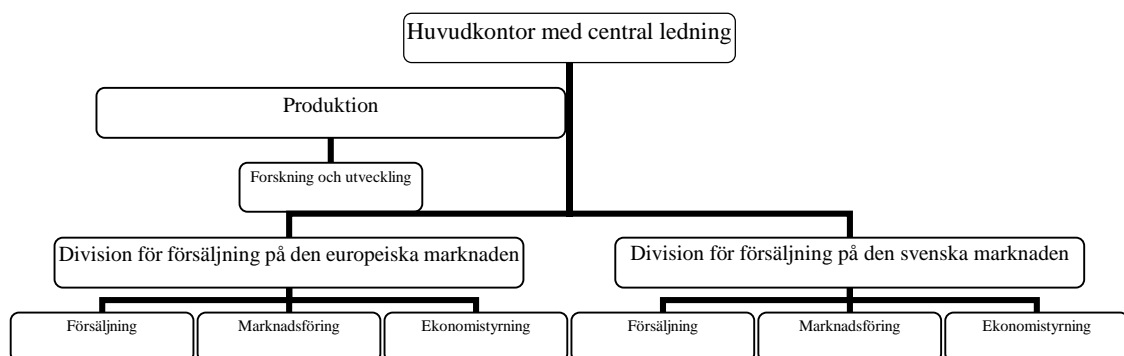 Huvudkontor med central ledning
Produktion
Forskning och utveckling
Division för försäljning på den europeiska marknaden
Division för försäljning på den svenska marknaden
Försäljning
Marknadsföring
Ekonomistyrning
Försäljning
Marknadsföring
Ekonomistyrning